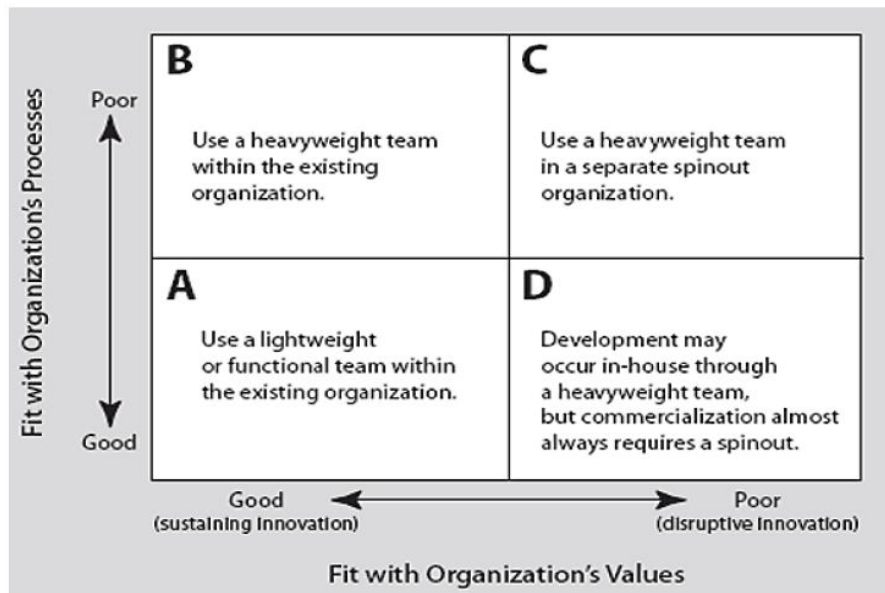 Fit with Organization's Processes
Poor
Good
B
Use a heavyweight team
within the existing
organization.
C
Use a heavyweight team
in a separate spinout
organization.
A
Use a lightweight
or functional team within
the existing organization.
D
Development may
occur in-house through
a heavyweight team,
but commercialization almost
always requires a spinout.
Good
(sustaining innovation)
Poor
(disruptive innovation)
Fit with Organization's Values